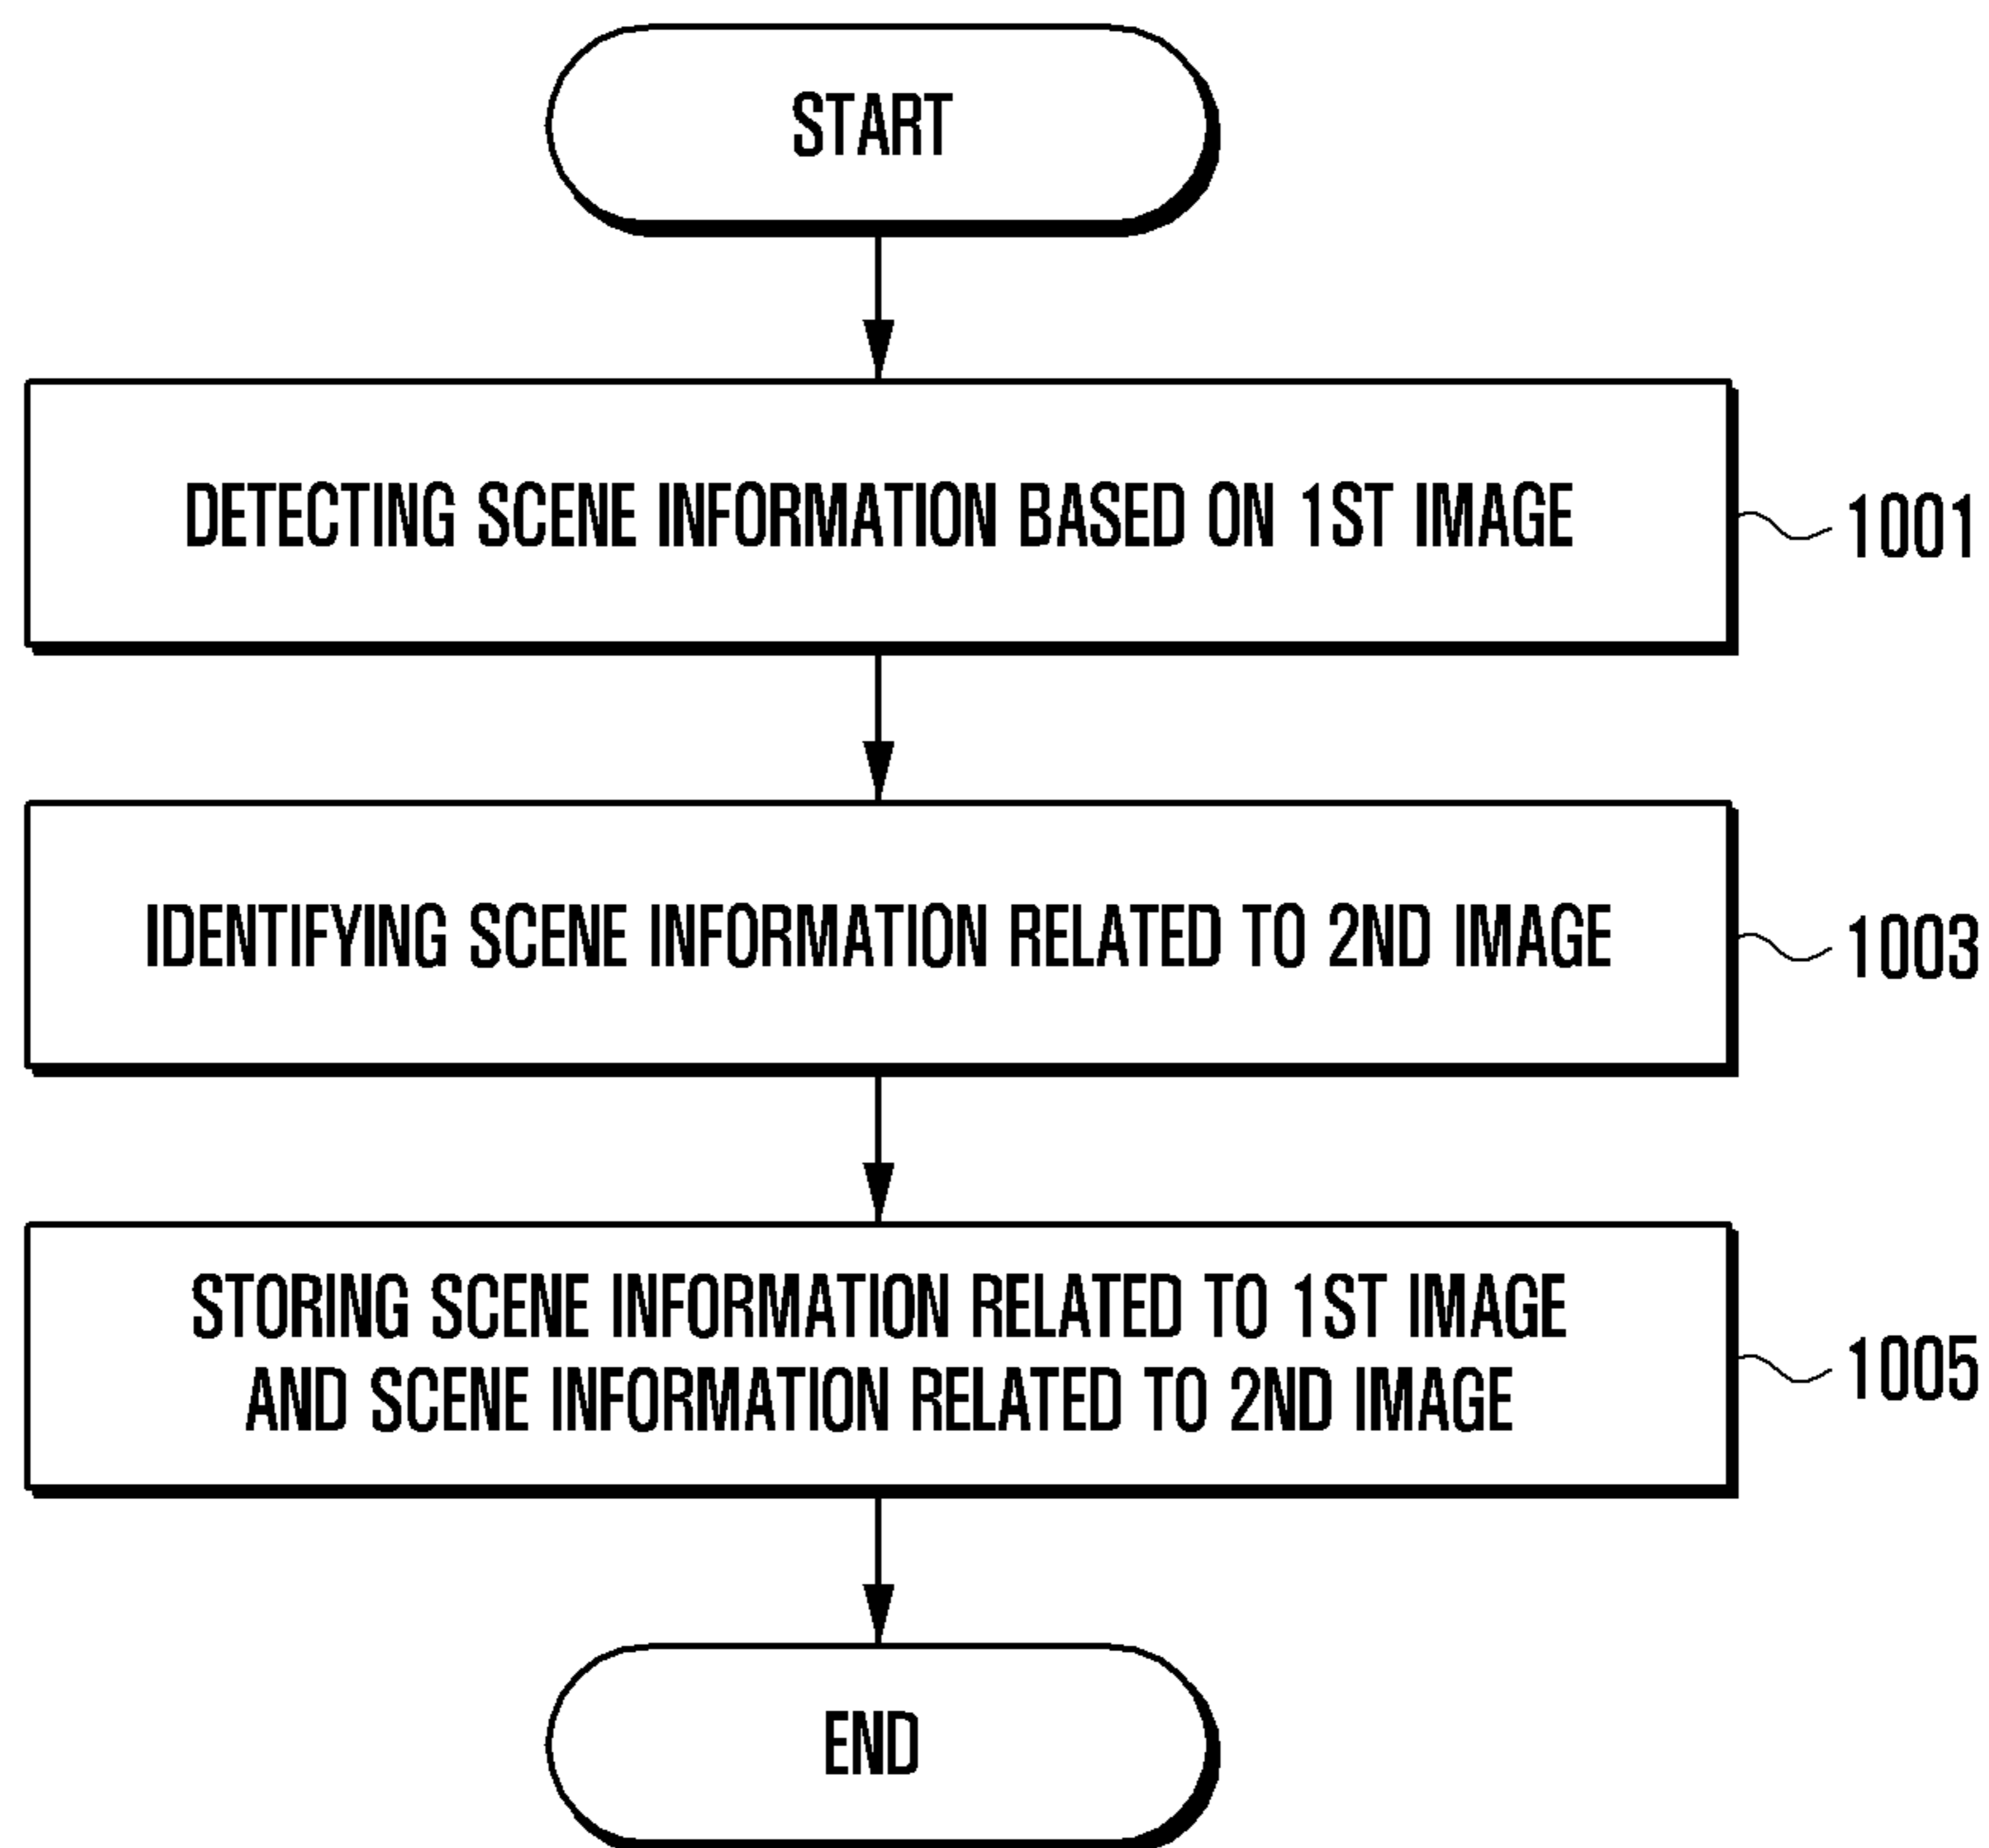 START
DETECTING SCENE INFORMATION BASED ON 1ST IMAGE
1001
IDENTIFYING SCENE INFORMATION RELATED TO 2ND IMAGE
1003
STORING SCENE INFORMATION RELATED TO 1ST IMAGE
AND SCENE INFORMATION RELATED TO 2ND IMAGE
1005
END